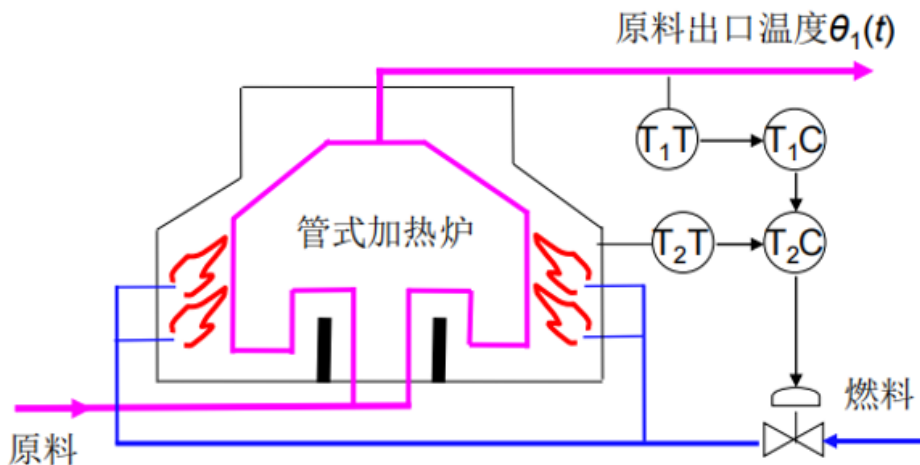 原料出口温度θ₁(t)
T₁T
T₁C
管式加热炉
T₂T
T₂C
燃料
原料